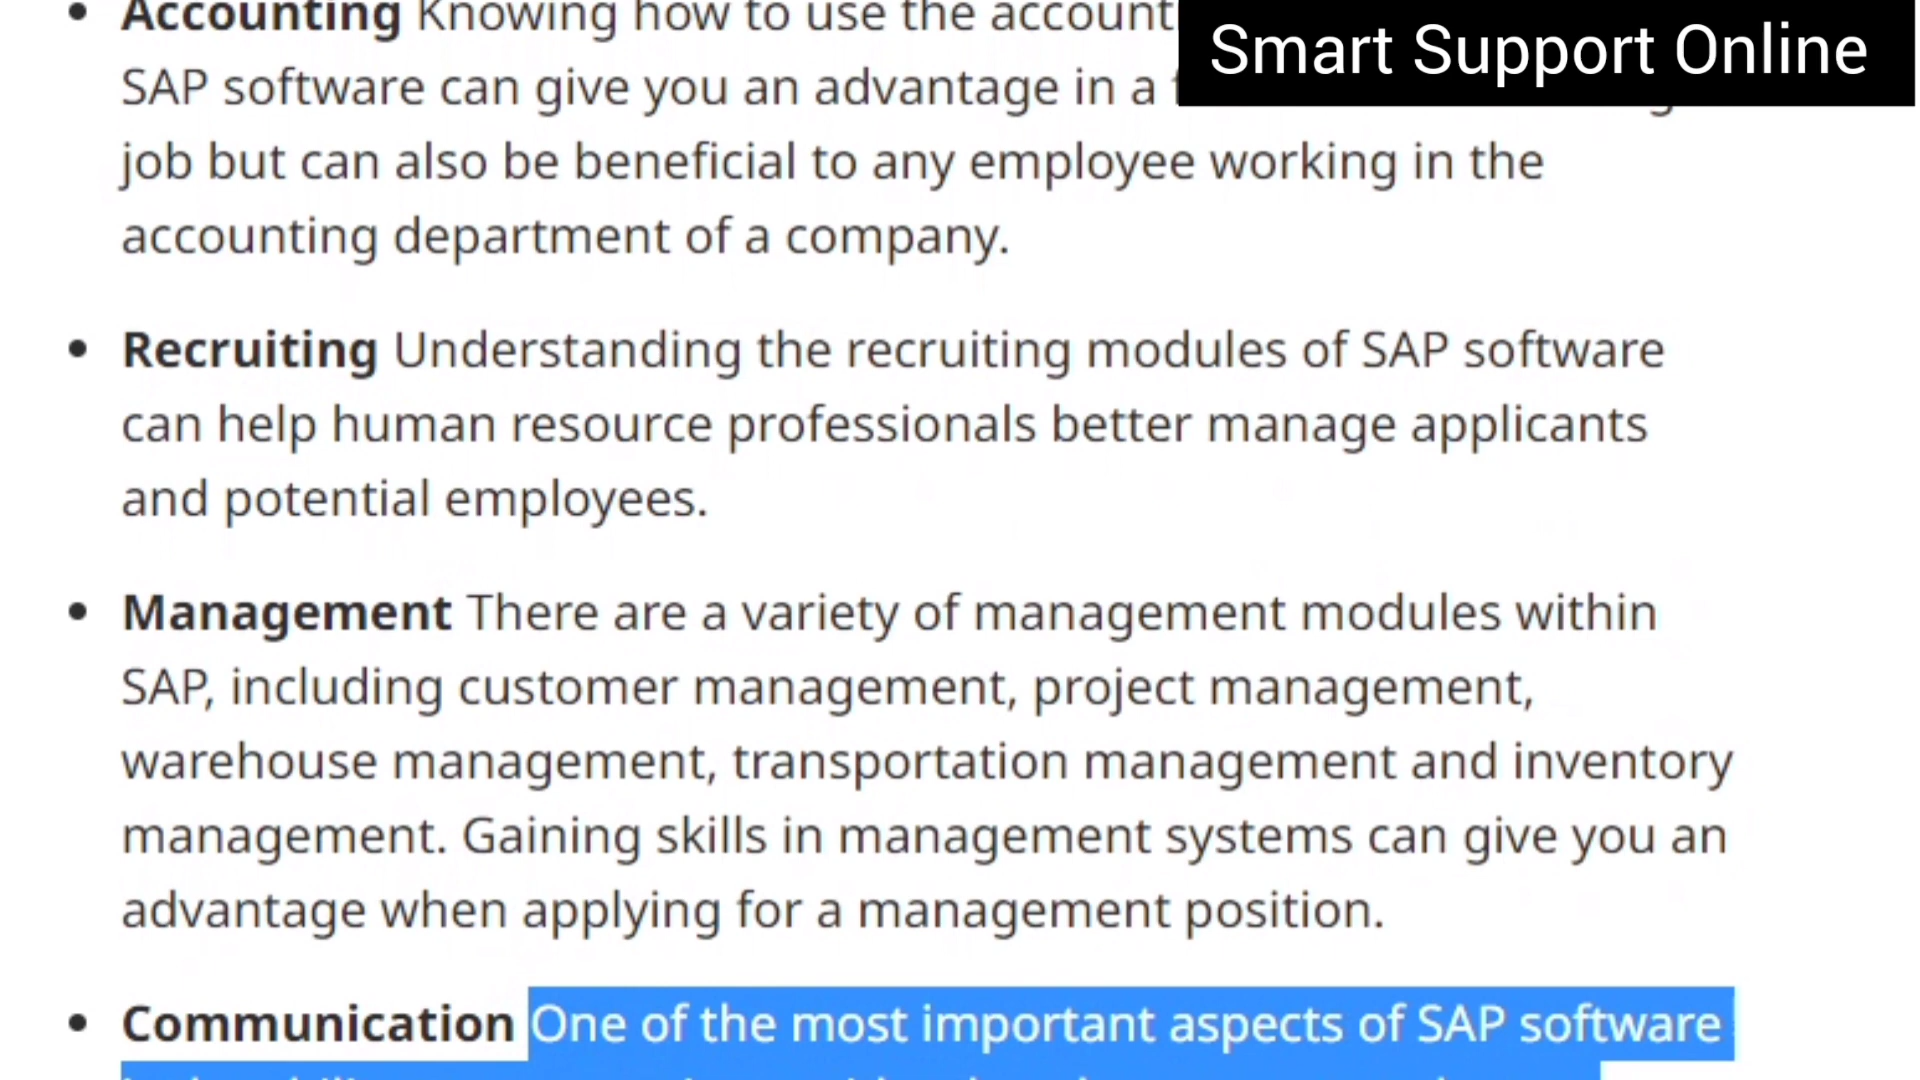 Accounting Knowing how to use the account
Smart Support Online
SAP software can give you an advantage in a
job but can also be beneficial to any employee working in the
accounting department of a company.
Recruiting Understanding the recruiting modules of SAP software
can help human resource professionals better manage applicants
and potential employees.
Management There are a variety of management modules within
SAP, including customer management, project management,
warehouse management, transportation management and inventory
management. Gaining skills in management systems can give you an
advantage when applying for a management position.
Communication One of the most important aspects of SAP software